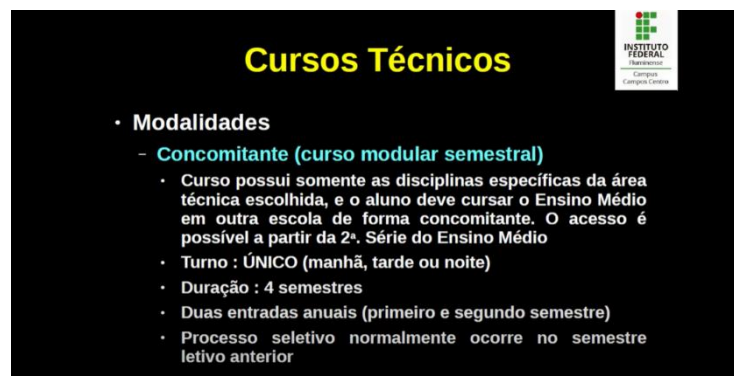 INSTITUTO
FEDERAL
Fluminense
Campus
Campos Centro
Cursos Técnicos
• Modalidades
– Concomitante (curso modular semestral)
• Curso possui somente as disciplinas específicas da área
técnica escolhida, e o aluno deve cursar o Ensino Médio
em outra escola de forma concomitante. O acesso é
possível a partir da 2ª. Série do Ensino Médio
• Turno : ÚNICO (manhã, tarde ou noite)
• Duração : 4 semestres
• Duas entradas anuais (primeiro e segundo semestre)
• Processo seletivo normalmente ocorre no semestre
letivo anterior